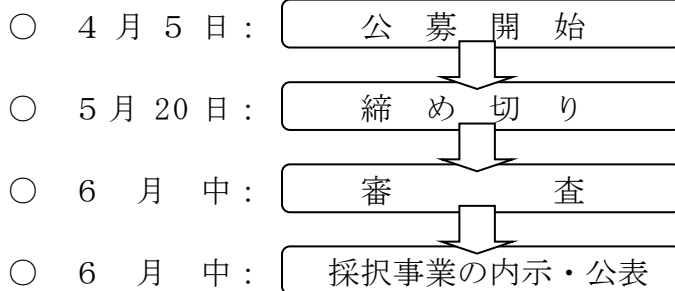 ○ 4月5日： 公募開始
○ 5月20日： 締め切り
○ 6月中： 審査
○ 6月中： 採択事業の内示・公表